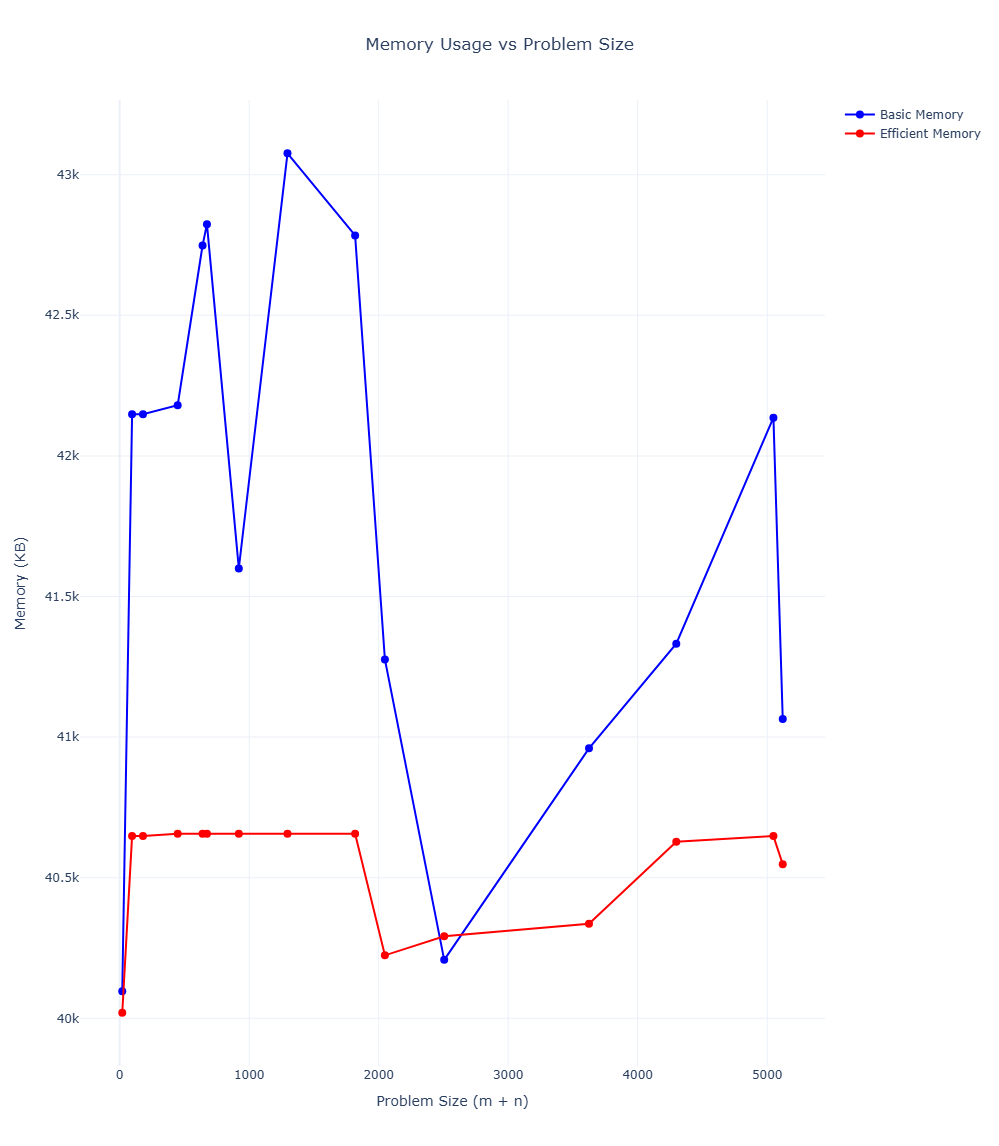 Memory Usage vs Problem Size
Basic Memory
Efficient Memory
43k
42.5k
42k
41.5k
41k
40.5k
40k
Memory (KB)
0
1000
2000
3000
4000
5000
Problem Size (m + n)